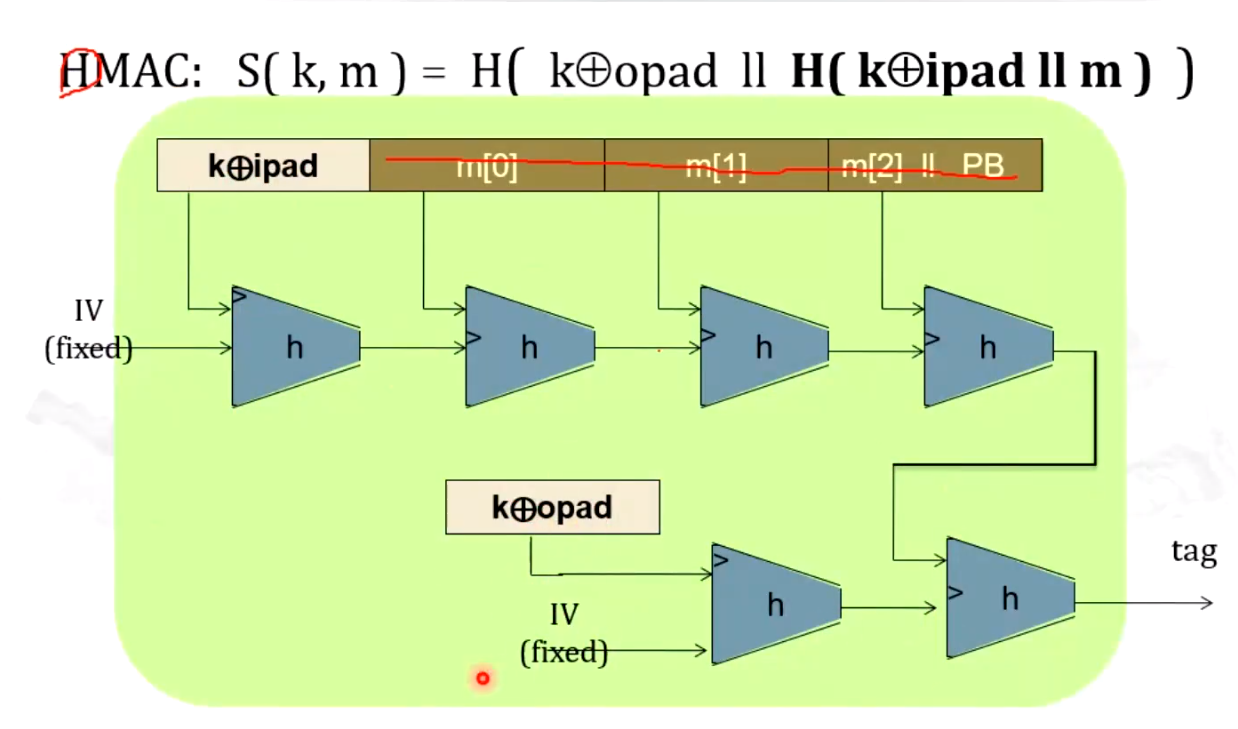 HMAC: S( k, m ) = H( k⊕opad ll H( k⊕ipad ll m ) )
k⊕ipad m[0] m[1] m[2] ll PB
>
IV
(fixed)
h > h > h > h
k⊕opad
>
IV
(fixed)
h > h
tag